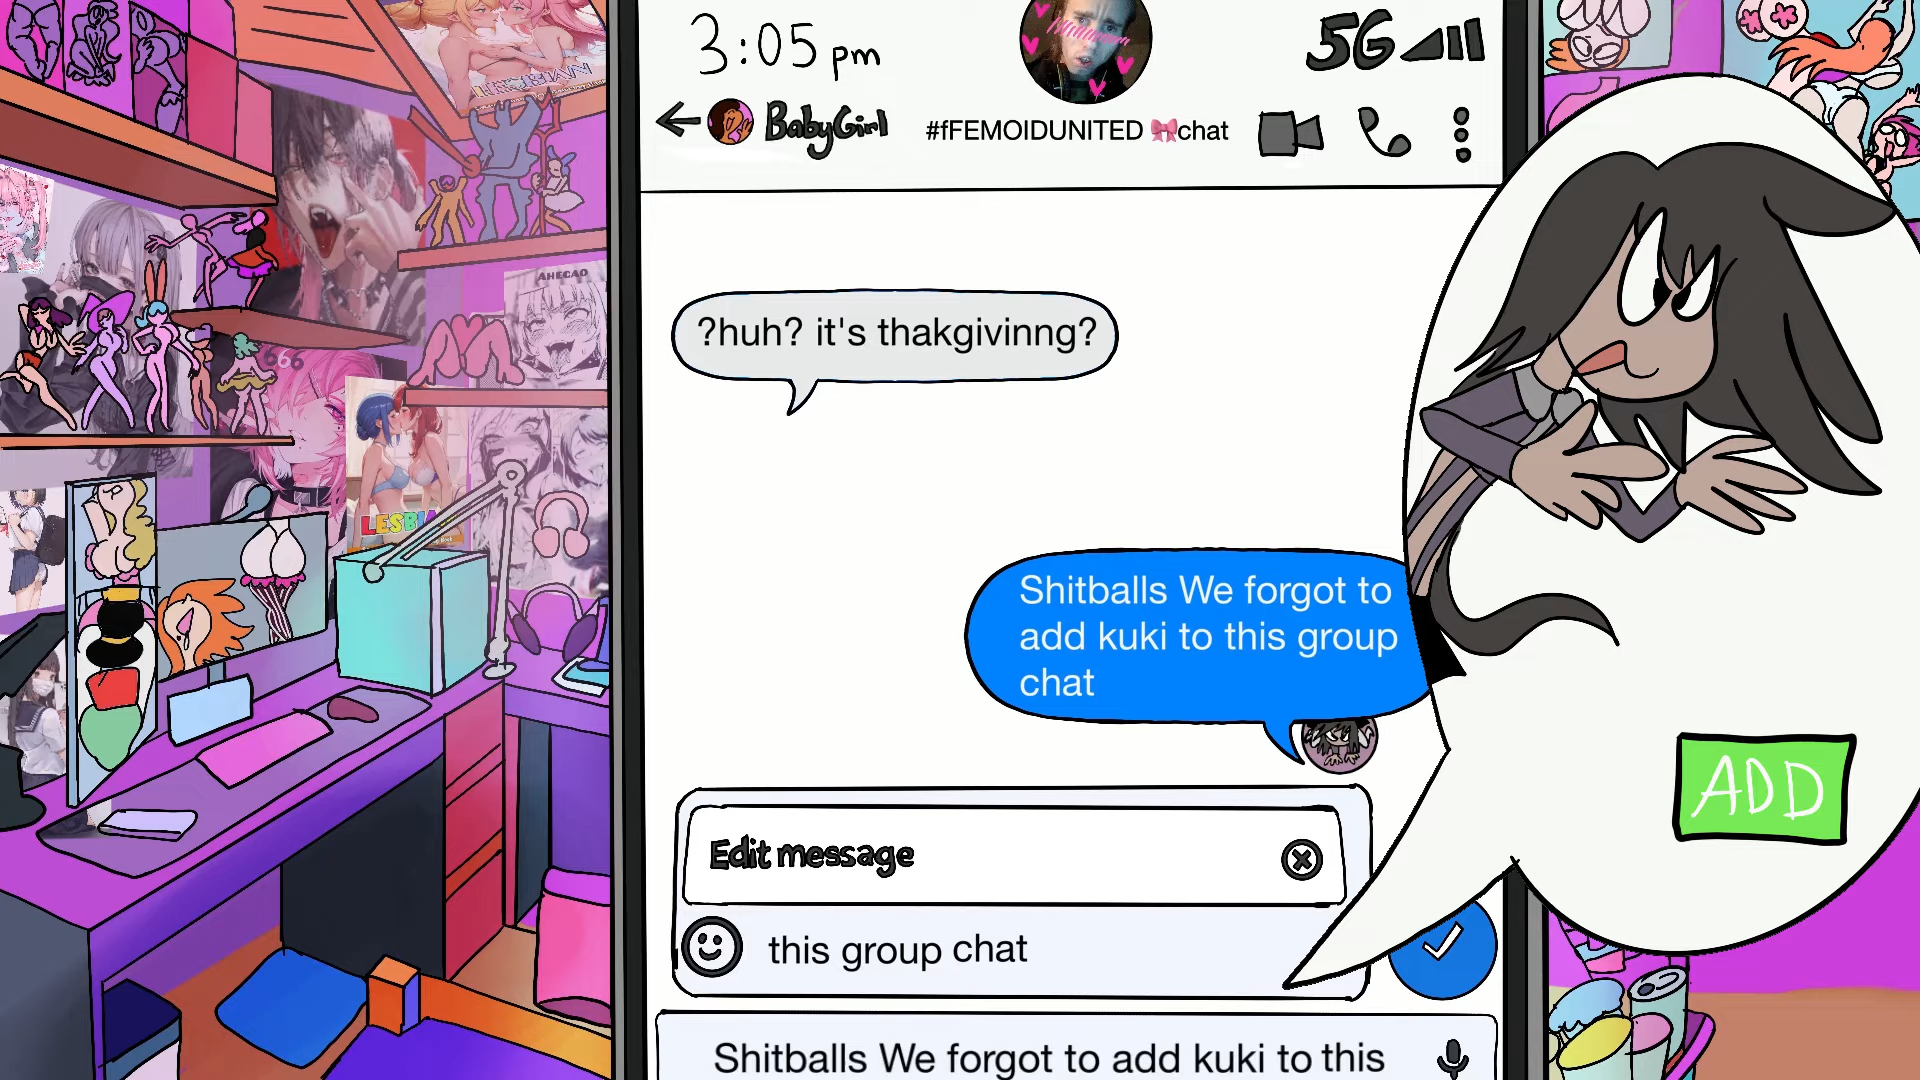 3:05 pm
5G
BabyGirl
#fFEMOIDUNITED 🎀chat
?huh? it's thakgivinng?
Shitballs We forgot to
add kuki to this group
chat
ADD
Edit message
this group chat
Shitballs We forgot to add kuki to this
AHEGAO
666